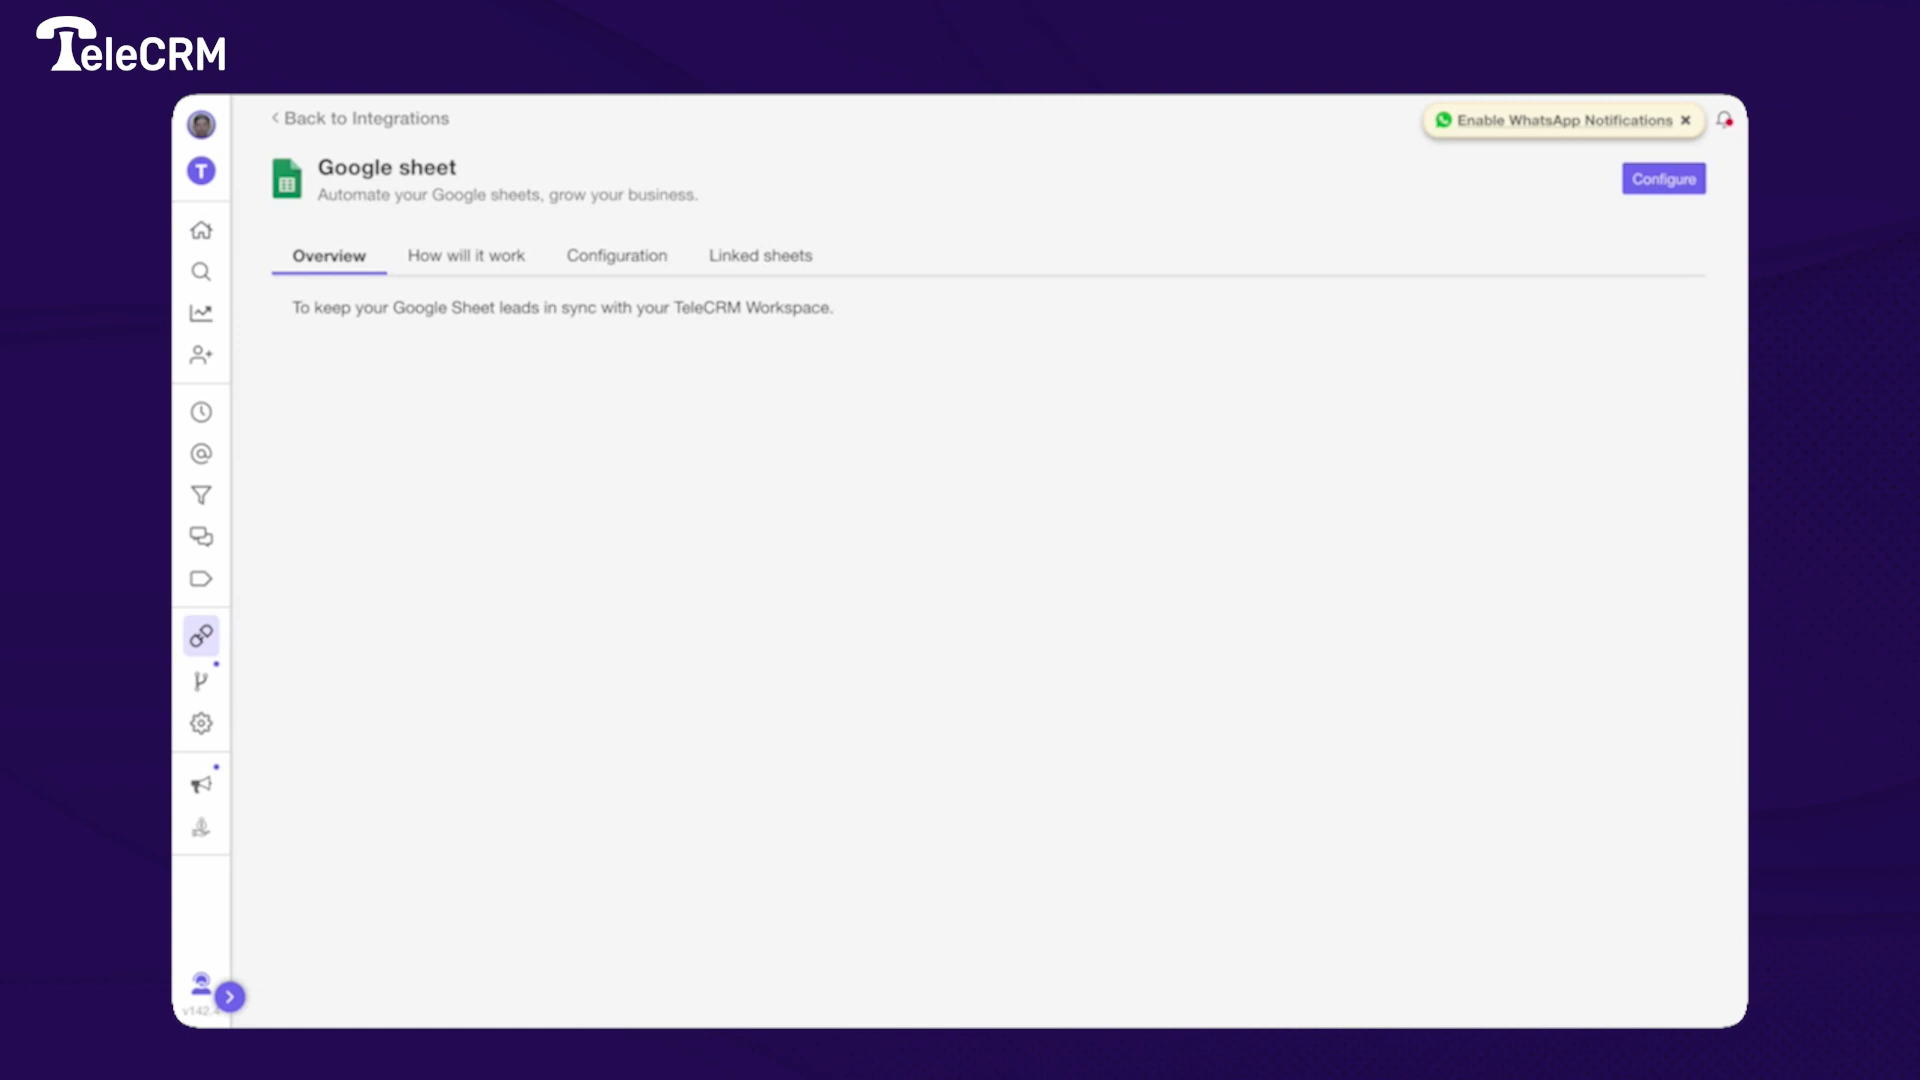 TeleCRM
Back to Integrations
Enable WhatsApp Notifications
T
Google sheet
Automate your Google sheets, grow your business.
Configure
Overview
How will it work
Configuration
Linked sheets
To keep your Google Sheet leads in sync with your TeleCRM Workspace.